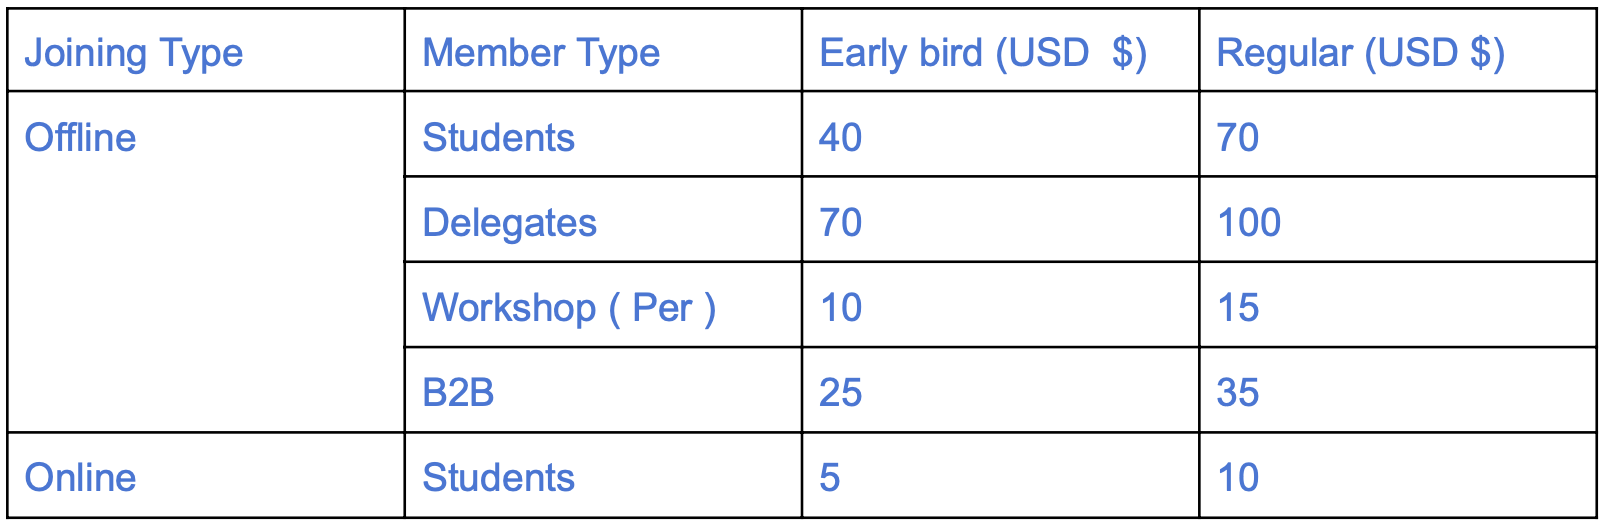 Joining Type Member Type Early bird (USD  $) Regular (USD $)
Offline Students 40 70
Delegates 70 100
Workshop ( Per ) 10 15
B2B 25 35
Online Students 5 10